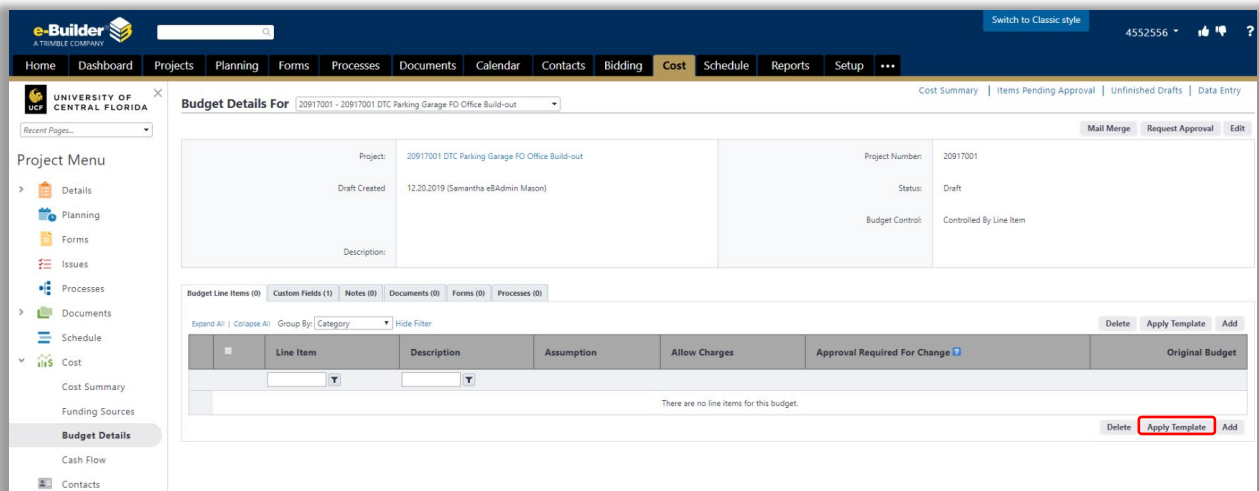 Switch to Classic style
e-Builder
A TRIMBLE COMPANY
4552556
?
Home Dashboard Projects Planning Forms Processes Documents Calendar Contacts Bidding Cost Schedule Reports Setup •••
UCF UNIVERSITY OF CENTRAL FLORIDA
Cost Summary | Items Pending Approval | Unfinished Drafts | Data Entry
Budget Details For 20917001 - 20917001 DTC Parking Garage FO Office Build-out
Recent Pages...
Mail Merge Request Approval Edit
Project Menu
Project: 20917001 DTC Parking Garage FO Office Build-out Project Number: 20917001
Details
Draft Created 12.20.2019 (Samantha eBAdmin Mason) Status: Draft
Planning
Budget Control: Controlled By Line Item
Forms
Description:
Issues
Processes
Budget Line Items (0) Custom Fields (1) Notes (0) Documents (0) Forms (0) Processes (0)
Documents
Expand All | Collapse All Group By: Category Hide Filter Delete Apply Template Add
Schedule
Line Item Description Assumption Allow Charges Approval Required For Change ? Original Budget
Cost
Cost Summary
There are no line items for this budget.
Funding Sources
Delete Apply Template Add
Budget Details
Cash Flow
Contacts